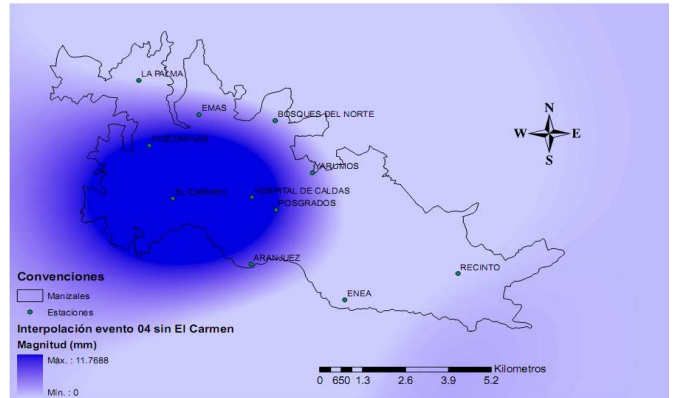 LA PALMA
EMAS
BOSQUES DEL NORTE
INGEOMINAS
YARUMOS
EL CARMEN
HOSPITAL DE CALDAS
POSGRADOS
ARANJUEZ
RECINTO
ENEA
N
W E
S
Convenciones
Manizales
Estaciones
Interpolación evento 04 sin El Carmen
Magnitud (mm)
Máx. : 11.7688
Mín. : 0
Kilometros
0 650 1.3 2.6 3.9 5.2